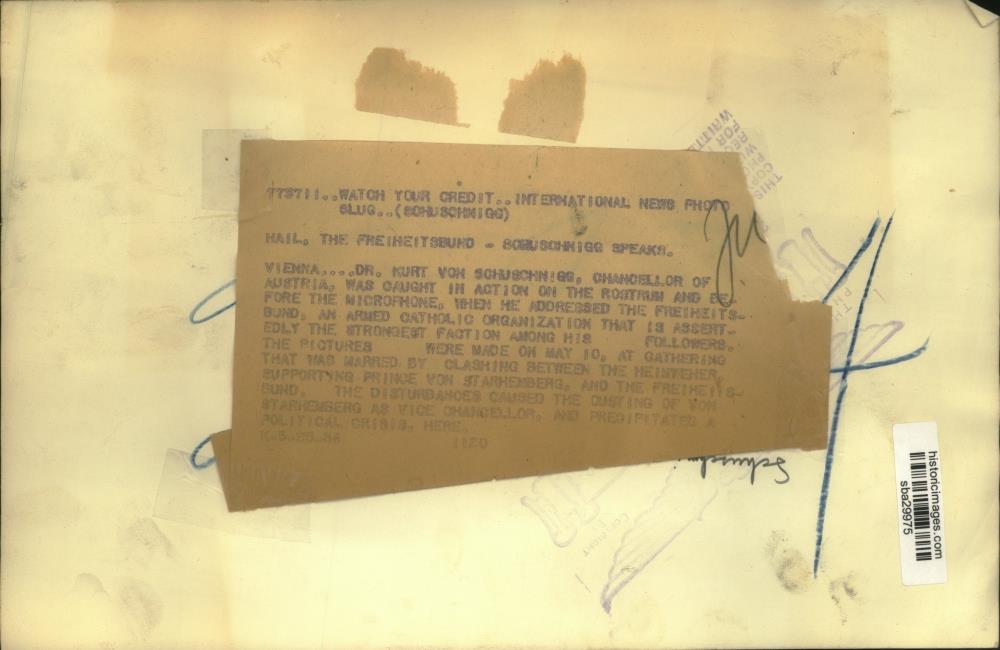 773711..WATCH YOUR CREDIT..INTERNATIONAL NEWS PHOTO
SLUG..(SCHUSCHNIGG)
HAIL, THE FREIHEITSBUND - SCHUSCHNIGG SPEAKS.
VIENNA....DR. KURT VON SCHUSCHNIGG, CHANCELLOR OF
AUSTRIA, WAS CAUGHT IN ACTION ON THE ROSTRUM AND BE-
FORE THE MICROPHONE, WHEN HE ADDRESSED THE FREIHEITS-
BUND, AN ARMED CATHOLIC ORGANIZATION THAT IS ASSERT-
EDLY THE STRONGEST FACTION AMONG HIS FOLLOWERS.
THE PICTURES WERE MADE ON MAY 10, AT GATHERING
THAT WAS MARRED BY CLASHING BETWEEN THE HEIMWEHR,
SUPPORTYNG PRINCE VON STARHEMBERG, AND THE FREIHEITS-
BUND. THE DISTURBANCES CAUSED THE OUSTING OF VON
STARHEMBERG AS VICE CHANCELLOR, AND PRECIPITATED A
POLITICAL CRISIS, HERE.
historicimages.com
sba29975